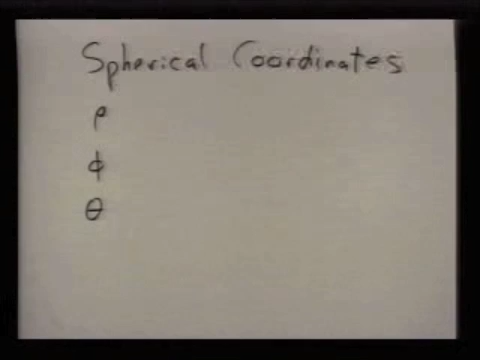 Spherical Coordinates
ρ
ϕ
θ